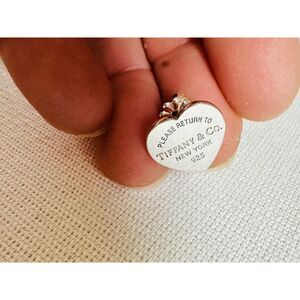 PLEASE RETURN TO
TIFFANY & CO.
NEW YORK
925